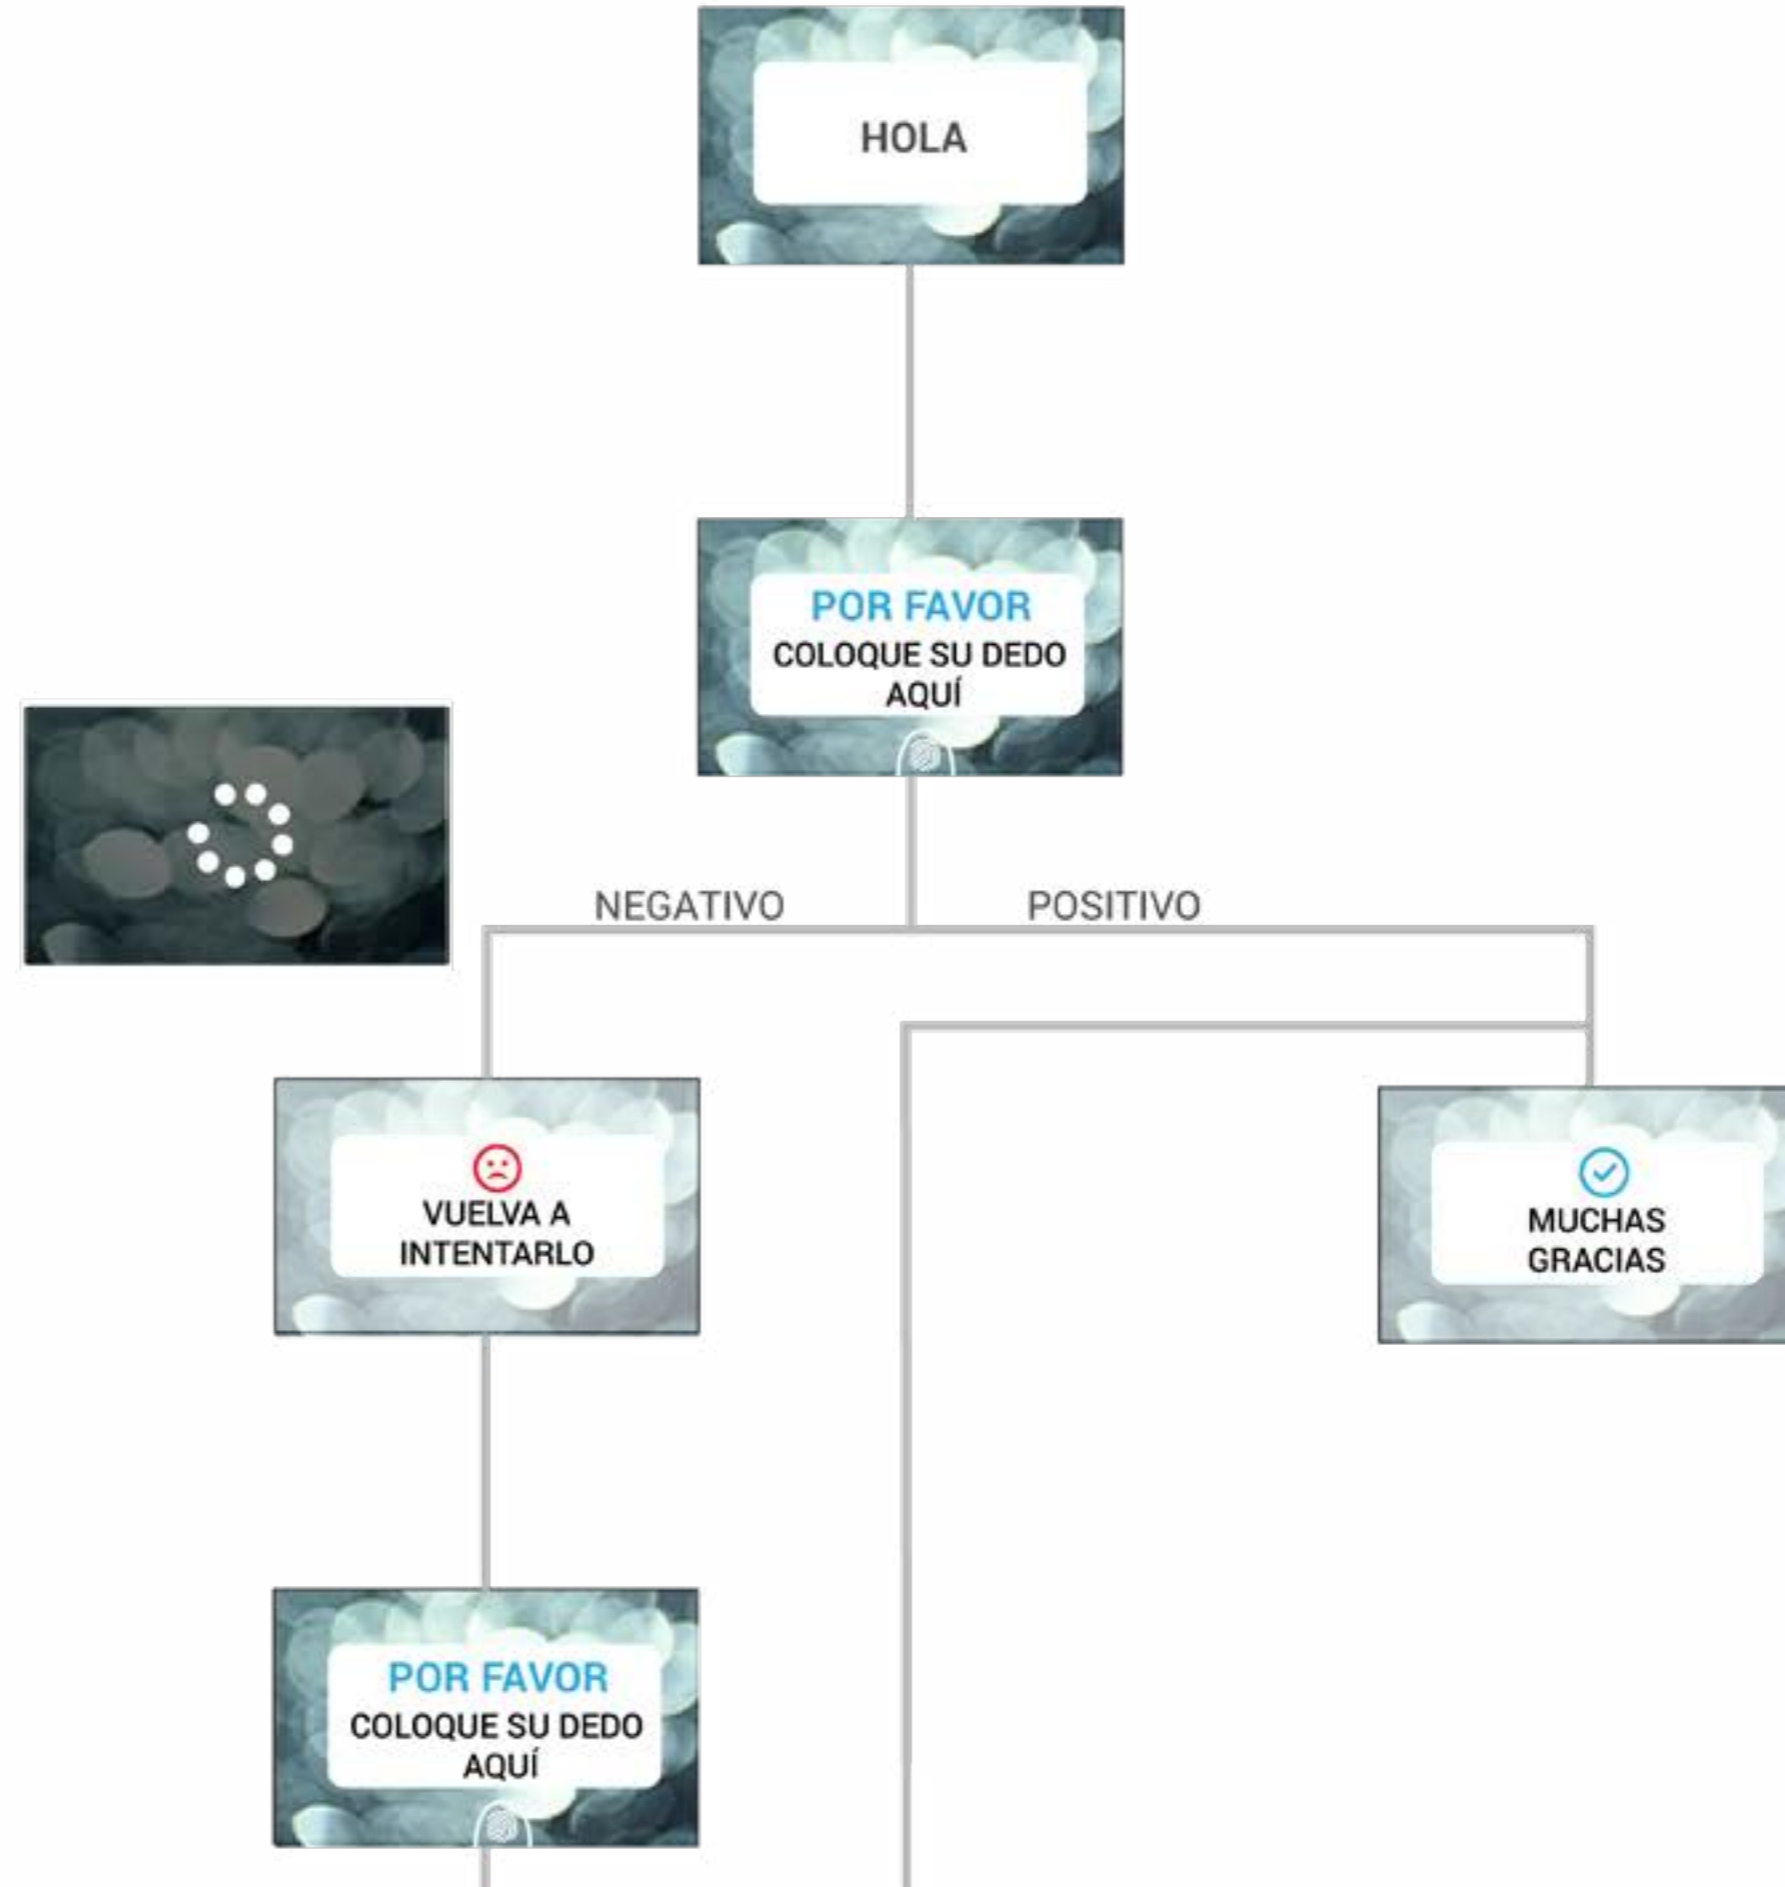 HOLA
POR FAVOR
COLOQUE SU DEDO
AQUÍ
NEGATIVO
POSITIVO
VUELVA A
INTENTARLO
MUCHAS
GRACIAS
POR FAVOR
COLOQUE SU DEDO
AQUÍ